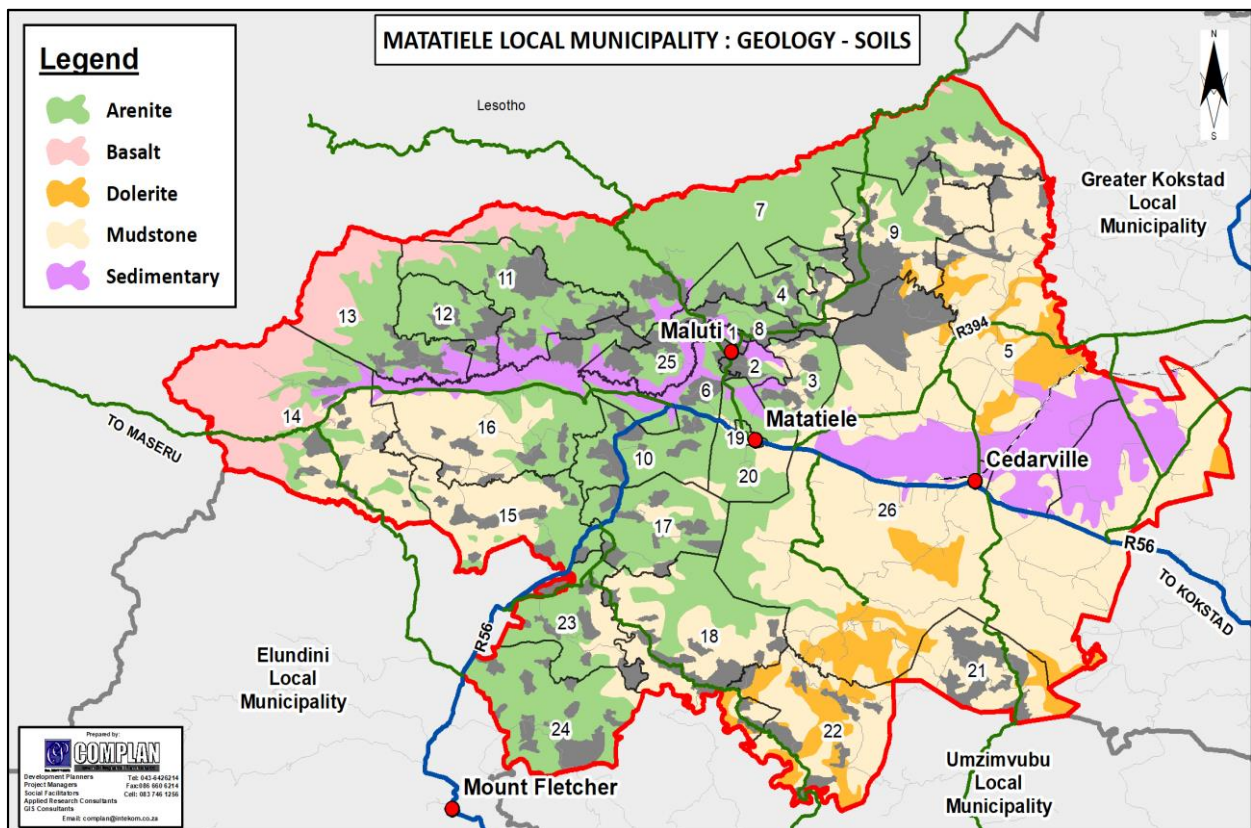 MATATIELE LOCAL MUNICIPALITY : GEOLOGY - SOILS
Legend
Arenite
Basalt
Dolerite
Mudstone
Sedimentary
N
S
Lesotho
Greater Kokstad
Local
Municipality
7
9
11
4
12
13
Maluti
1
8
R394
5
25
2
3
6
14
16
Matatiele
19
10
20
Cedarville
TO MASERU
15
17
26
R56
TO KOKSTAD
23
18
R56
21
Elundini
Local
Municipality
24
22
Umzimvubu
Local
Municipality
Mount Fletcher
Prepared by:
COMPLAN
Development Planners
Project Managers
Social Facilitators
Applied Research Consultants
GIS Consultants
Tel: 043-6426214
Fax:086 660 6214
Cell: 083 746 1266
Email: complan@intekom.co.za